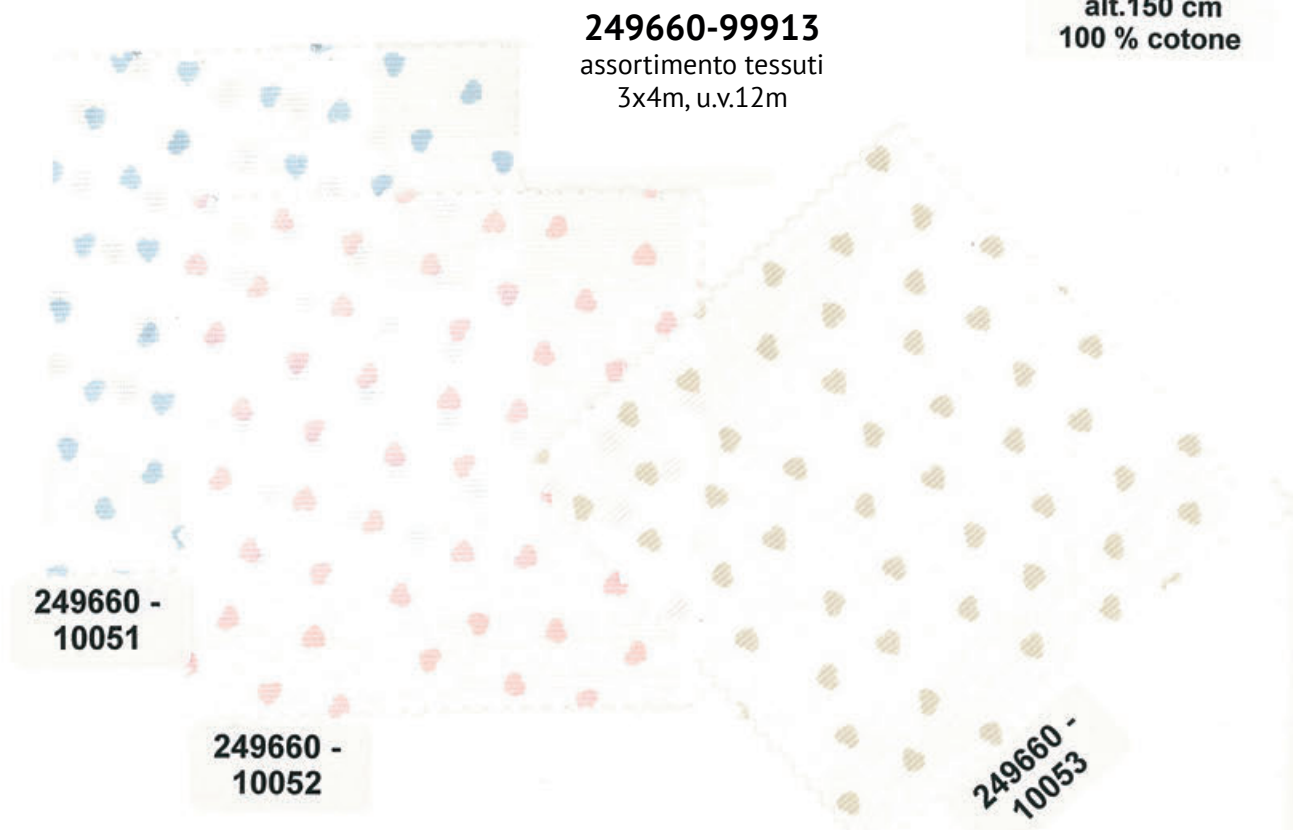 249660-99913
assortimento tessuti
3x4m, u.v.12m
alt.150 cm
100 % cotone
249660 -
10051
249660 -
10052
249660 -
10053